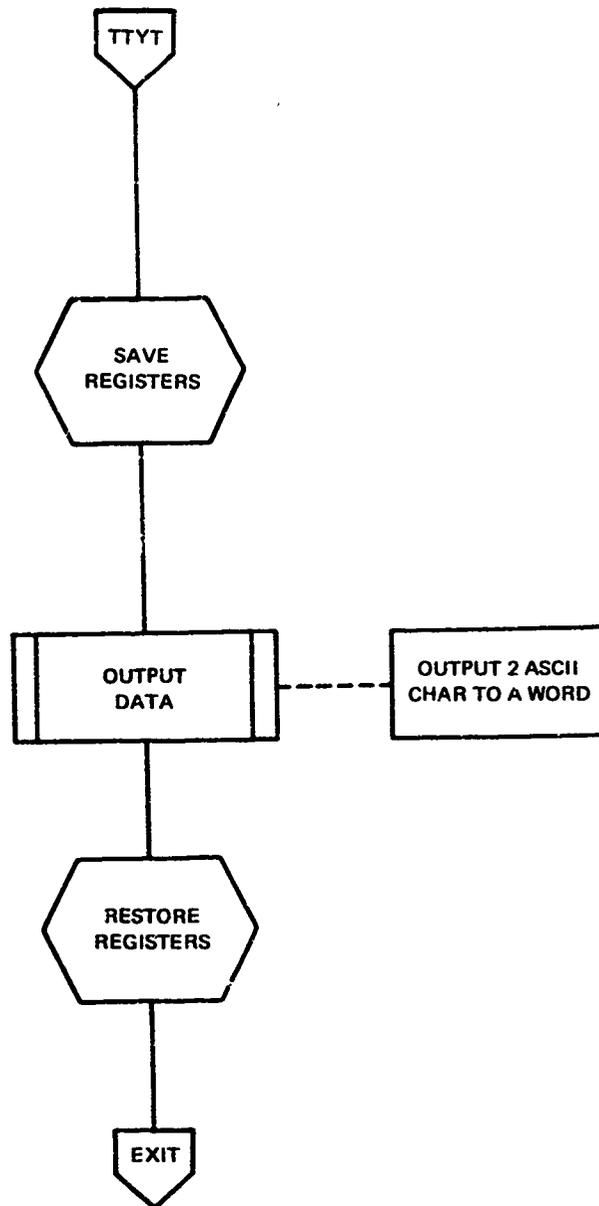 TTYT
SAVE
REGISTERS
OUTPUT
DATA
OUTPUT 2 ASCII
CHAR TO A WORD
RESTORE
REGISTERS
EXIT